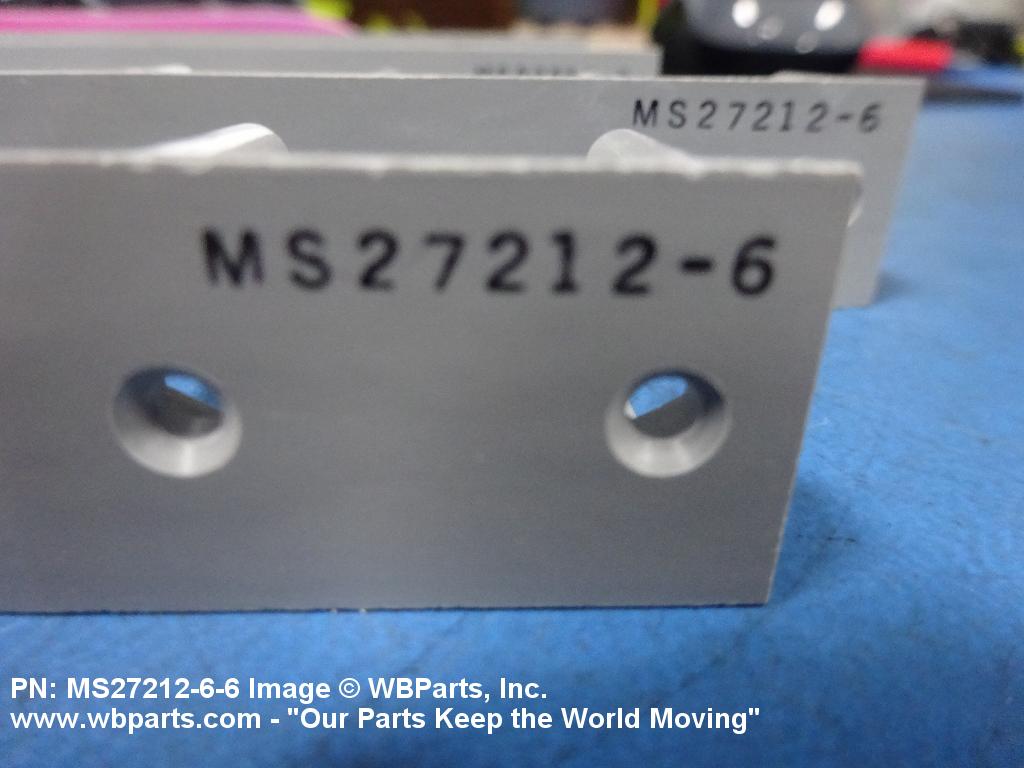 MS27212-6
MS27212-6
PN: MS27212-6-6 Image © WBParts, Inc.
www.wbparts.com - "Our Parts Keep the World Moving"